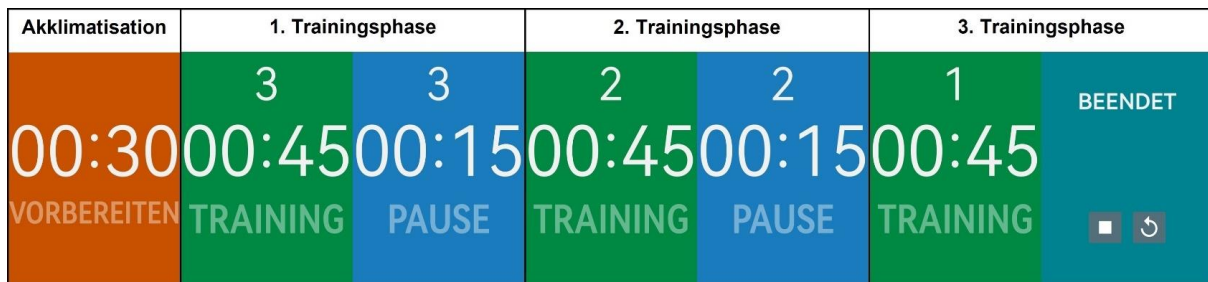 Akklimatisation
1. Trainingsphase
2. Trainingsphase
3. Trainingsphase
00:30
VORBEREITEN
3
00:45
TRAINING
3
00:15
PAUSE
2
00:45
TRAINING
2
00:15
PAUSE
1
00:45
TRAINING
BEENDET